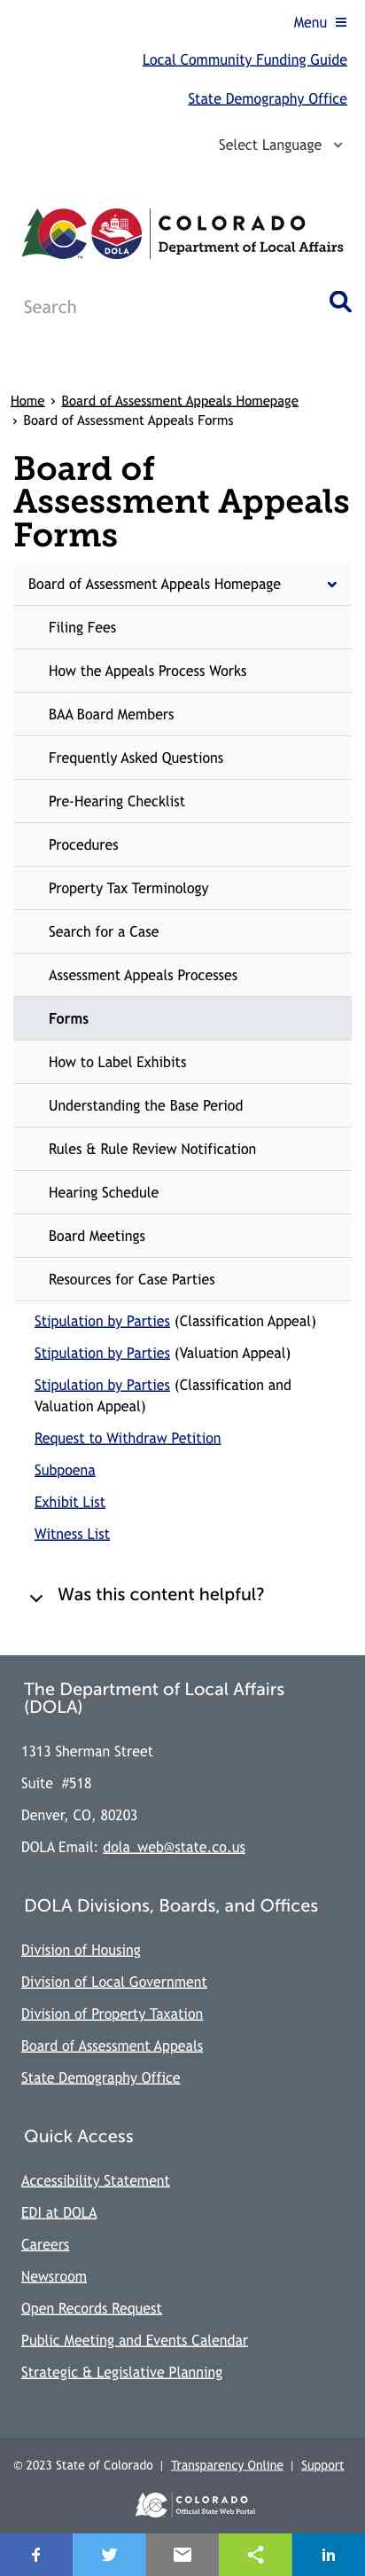 Menu
Local Community Funding Guide
State Demography Office
Select Language
COLORADO
Department of Local Affairs
DOLA
Search
Home › Board of Assessment Appeals Homepage
› Board of Assessment Appeals Forms
Board of
Assessment Appeals
Forms
Board of Assessment Appeals Homepage
Filing Fees
How the Appeals Process Works
BAA Board Members
Frequently Asked Questions
Pre-Hearing Checklist
Procedures
Property Tax Terminology
Search for a Case
Assessment Appeals Processes
Forms
How to Label Exhibits
Understanding the Base Period
Rules & Rule Review Notification
Hearing Schedule
Board Meetings
Resources for Case Parties
Stipulation by Parties (Classification Appeal)
Stipulation by Parties (Valuation Appeal)
Stipulation by Parties (Classification and
Valuation Appeal)
Request to Withdraw Petition
Subpoena
Exhibit List
Witness List
Was this content helpful?
The Department of Local Affairs
(DOLA)
1313 Sherman Street
Suite #518
Denver, CO, 80203
DOLA Email: dola_web@state.co.us
DOLA Divisions, Boards, and Offices
Division of Housing
Division of Local Government
Division of Property Taxation
Board of Assessment Appeals
State Demography Office
Quick Access
Accessibility Statement
EDI at DOLA
Careers
Newsroom
Open Records Request
Public Meeting and Events Calendar
Strategic & Legislative Planning
© 2023 State of Colorado | Transparency Online | Support
COLORADO
Official State Web Portal